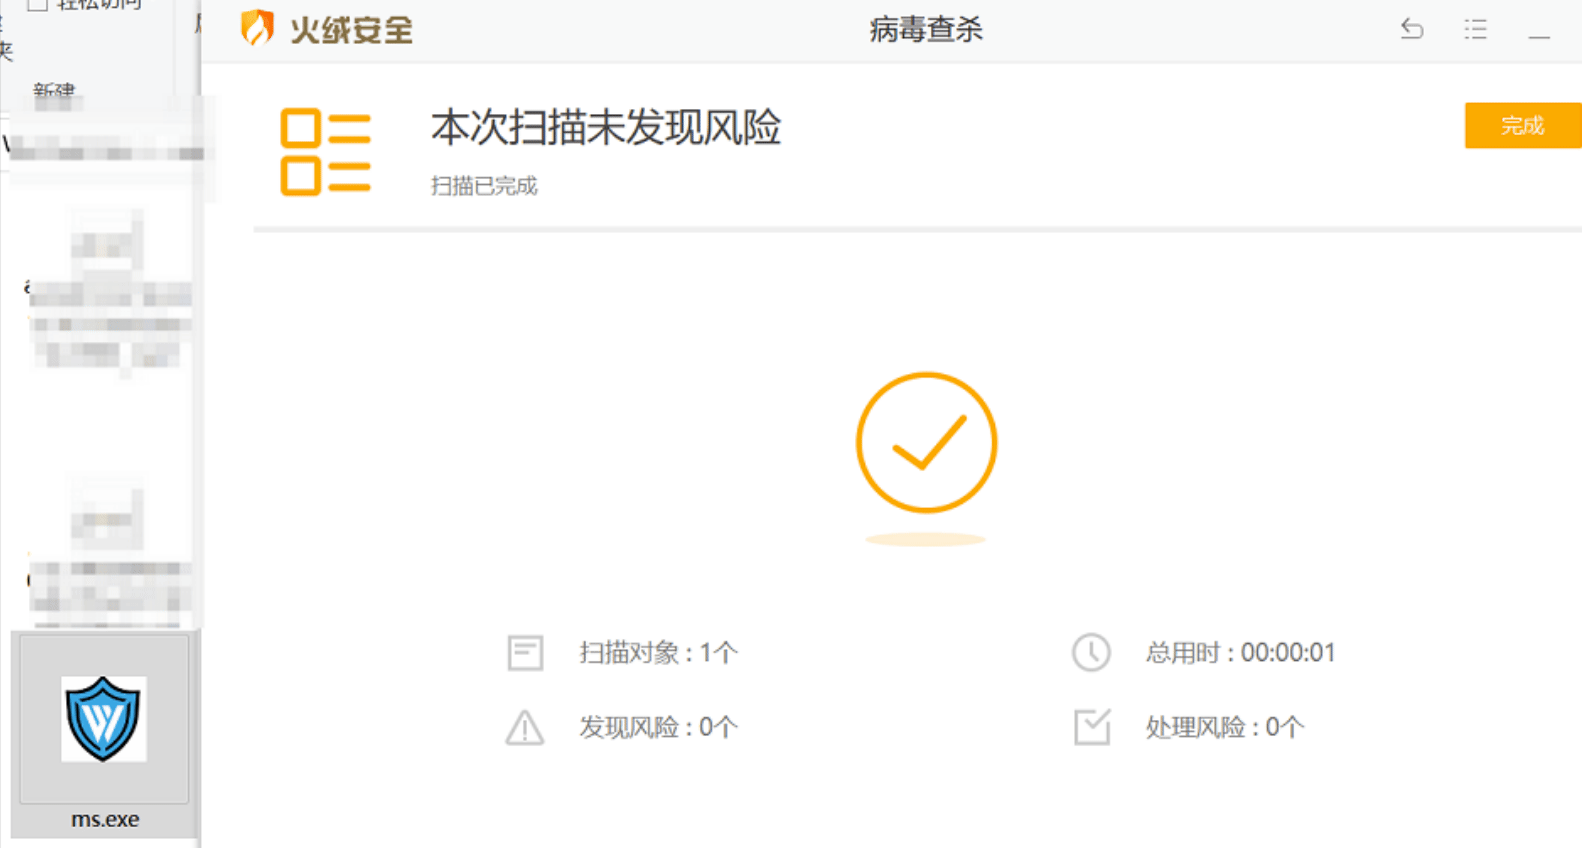 轻松访问
夹
新建
火绒安全
病毒查杀
本次扫描未发现风险
扫描已完成
完成
扫描对象 : 1个
总用时 : 00:00:01
发现风险 : 0个
处理风险 : 0个
ms.exe